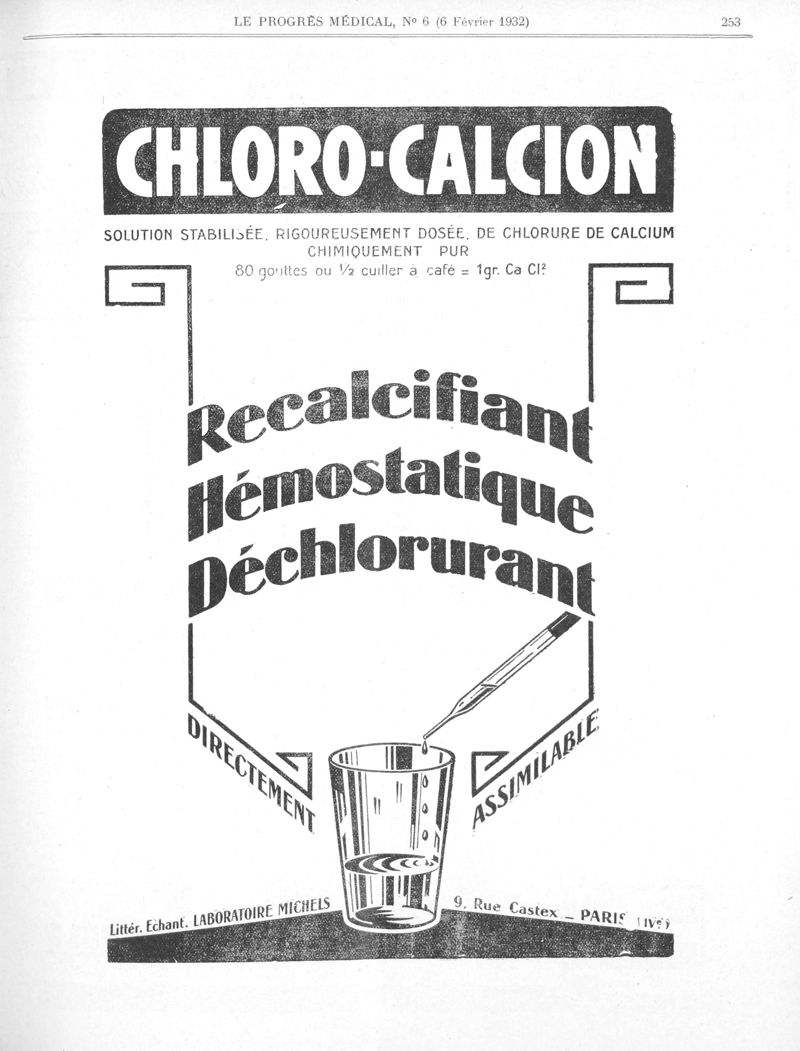 LE PROGRÈS MÉDICAL, No 6 (6 Février 1932)
253
CHLORO-CALCION
SOLUTION STABILISÉE, RIGOUREUSEMENT DOSÉE, DE CHLORURE DE CALCIUM
CHIMIQUEMENT PUR
80 gouttes ou 1/2 cuiller à café = 1gr. Ca Cl²
Recalcifiant
Hémostatique
Déchlorurant
DIRECTEMENT
ASSIMILABLE
Littér. Echant. LABORATOIRE MICHELS
9, Rue Castex _ PARIS (IVe)